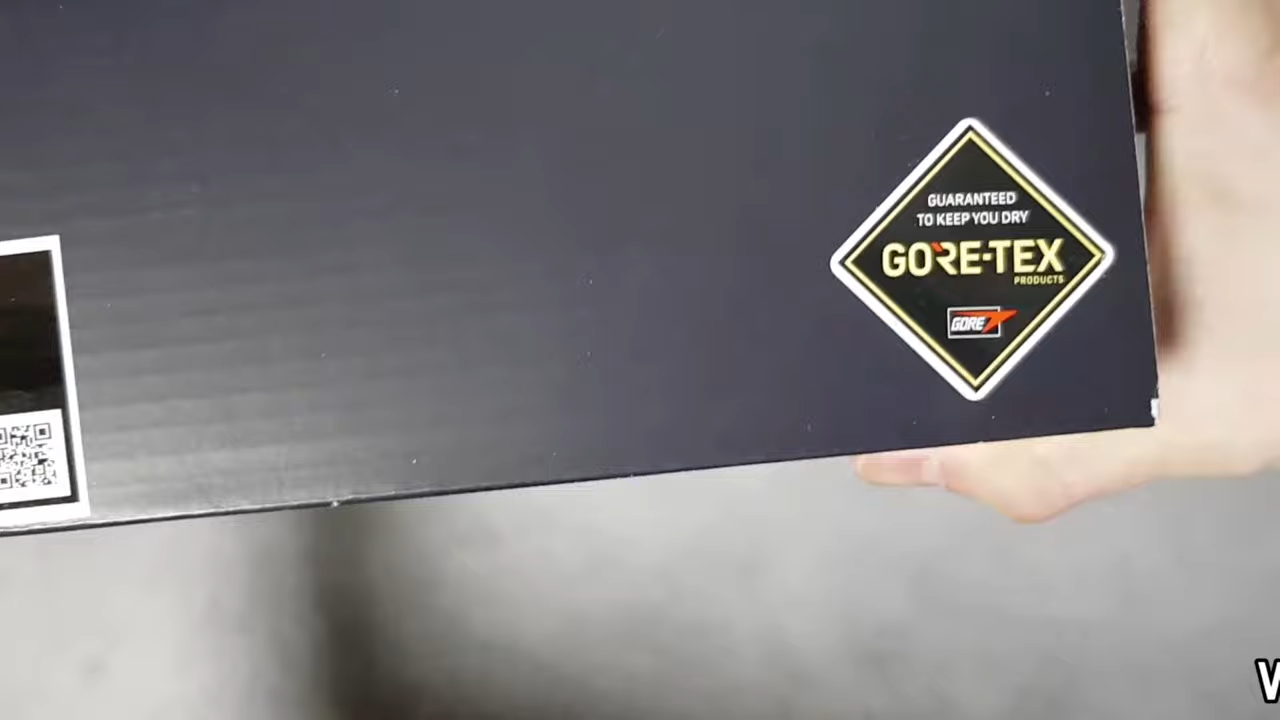 GUARANTEED
TO KEEP YOU DRY
GORE-TEX
PRODUCTS
GORE